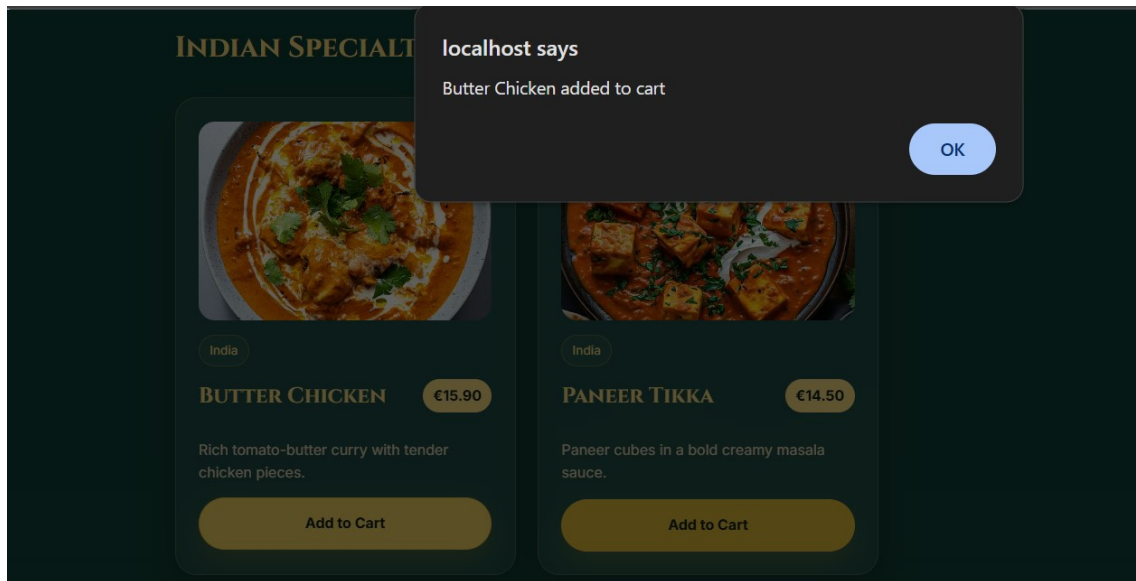 INDIAN SPECIALT
localhost says
Butter Chicken added to cart
OK
India
BUTTER CHICKEN
€15.90
Rich tomato-butter curry with tender
chicken pieces.
Add to Cart
India
PANEER TIKKA
€14.50
Paneer cubes in a bold creamy masala
sauce.
Add to Cart